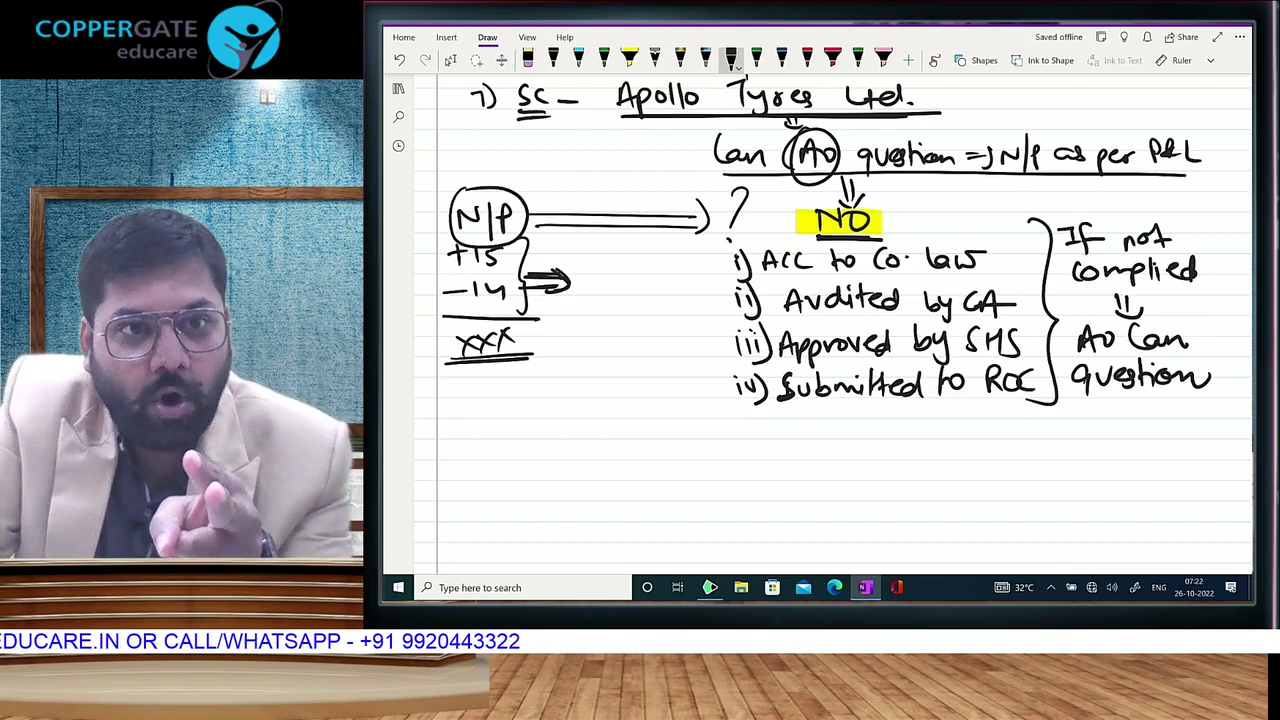 COPPERGATE
educare
Home Insert Draw View Help
Saved offline
Share
Shapes Ink to Shape Ink to Text Ruler
7) SC - Apollo Tyres Ltd.
Can AO question => N/P as per P&L
N/P ? NO
+15
-14
xxx
i) ACC to Co. law
ii) Audited by CA
iii) Approved by SHS
iv) Submitted to ROC
If not
complied
AO Can
question
Type here to search
32°C ENG 07:22
26-10-2022
EDUCARE.IN OR CALL/WHATSAPP - +91 9920443322